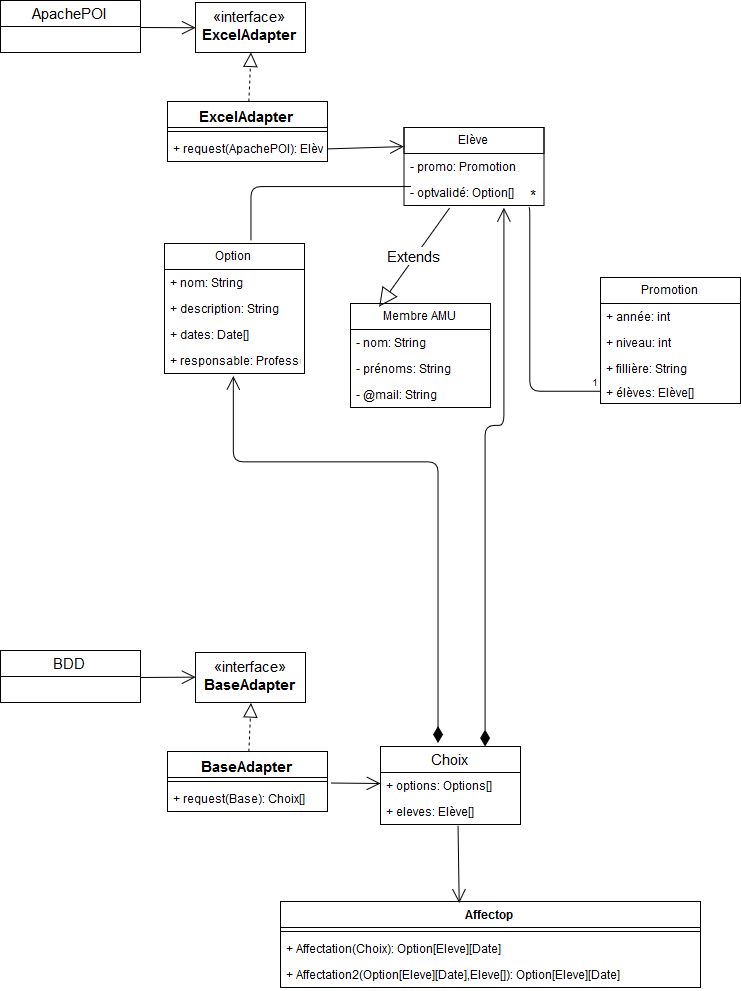 ApachePOI
«interface»
ExcelAdapter
ExcelAdapter
+ request(ApachePOI): Elèv
Elève
- promo: Promotion
- optvalidé: Option[]
*
Extends
Option
+ nom: String
+ description: String
+ dates: Date[]
+ responsable: Profess
Membre AMU
- nom: String
- prénoms: String
- @mail: String
Promotion
+ année: int
+ niveau: int
+ fillière: String
+ élèves: Elève[]
1
BDD
«interface»
BaseAdapter
BaseAdapter
+ request(Base): Choix[]
Choix
+ options: Options[]
+ eleves: Elève[]
Affectop
+ Affectation(Choix): Option[Eleve][Date]
+ Affectation2(Option[Eleve][Date],Eleve[]): Option[Eleve][Date]